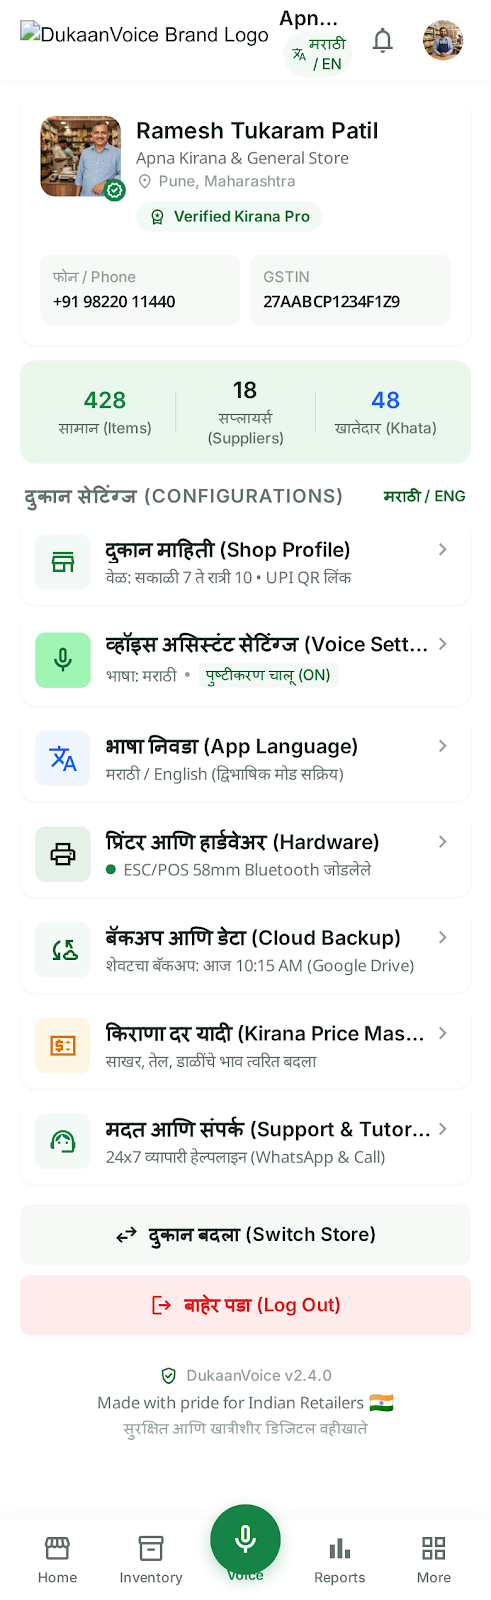 DukaanVoice Brand Logo
Apn...
मराठी
/ EN
Ramesh Tukaram Patil
Apna Kirana & General Store
Pune, Maharashtra
Verified Kirana Pro
फोन / Phone
+91 98220 11440
GSTIN
27AABCP1234F1Z9
428
सामान (Items)
18
सप्लायर्स
(Suppliers)
48
खातेदार (Khata)
दुकान सेटिंग्ज (CONFIGURATIONS)
मराठी / ENG
दुकान माहिती (Shop Profile)
वेळ: सकाळी 7 ते रात्री 10 • UPI QR लिंक
व्हॉइस असिस्टंट सेटिंग्ज (Voice Sett...
भाषा: मराठी • पुष्टीकरण चालू (ON)
भाषा निवडा (App Language)
मराठी / English (द्विभाषिक मोड सक्रिय)
प्रिंटर आणि हार्डवेअर (Hardware)
ESC/POS 58mm Bluetooth जोडलेले
बॅकअप आणि डेटा (Cloud Backup)
शेवटचा बॅकअप: आज 10:15 AM (Google Drive)
किराणा दर यादी (Kirana Price Mas...
साखर, तेल, डाळींचे भाव त्वरित बदला
मदत आणि संपर्क (Support & Tutor...
24x7 व्यापारी हेल्पलाइन (WhatsApp & Call)
दुकान बदला (Switch Store)
बाहेर पडा (Log Out)
DukaanVoice v2.4.0
Made with pride for Indian Retailers 🇮🇳
सुरक्षित आणि खात्रीशीर डिजिटल वहीखाते
Home
Inventory
Voice
Reports
More